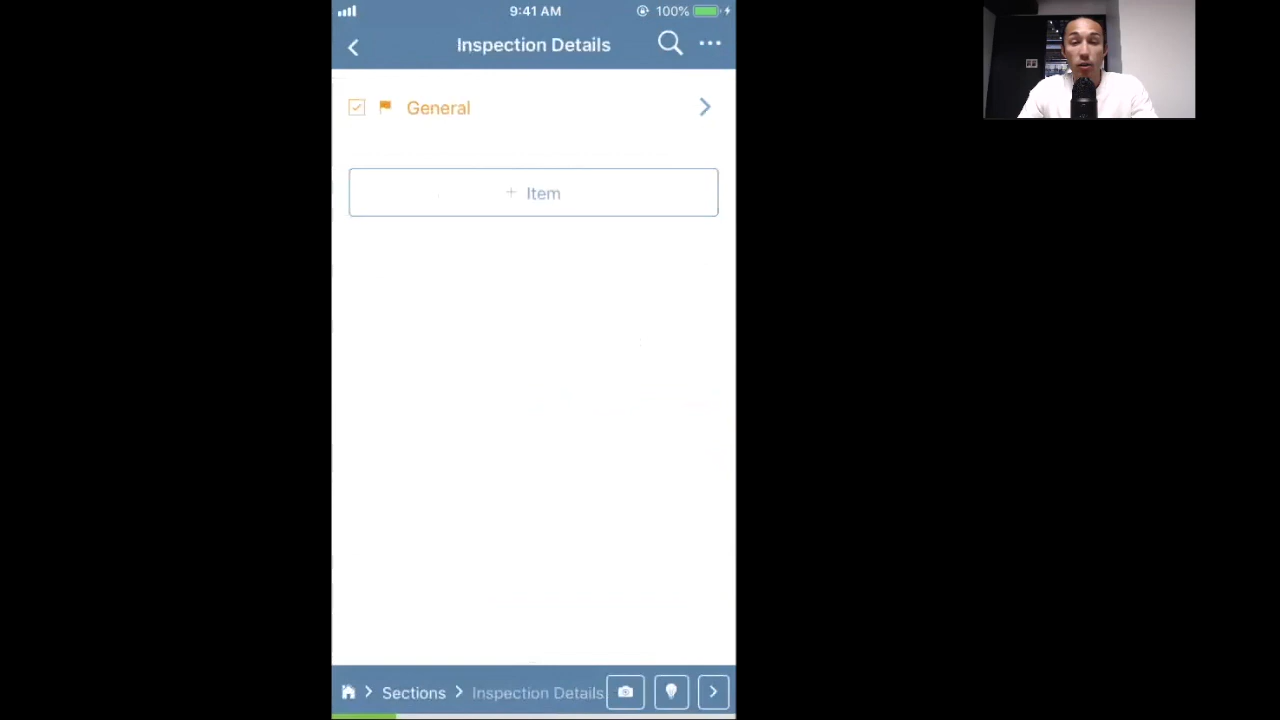 9:41 AM
100%
Inspection Details
General
+ Item
Sections
Inspection Details